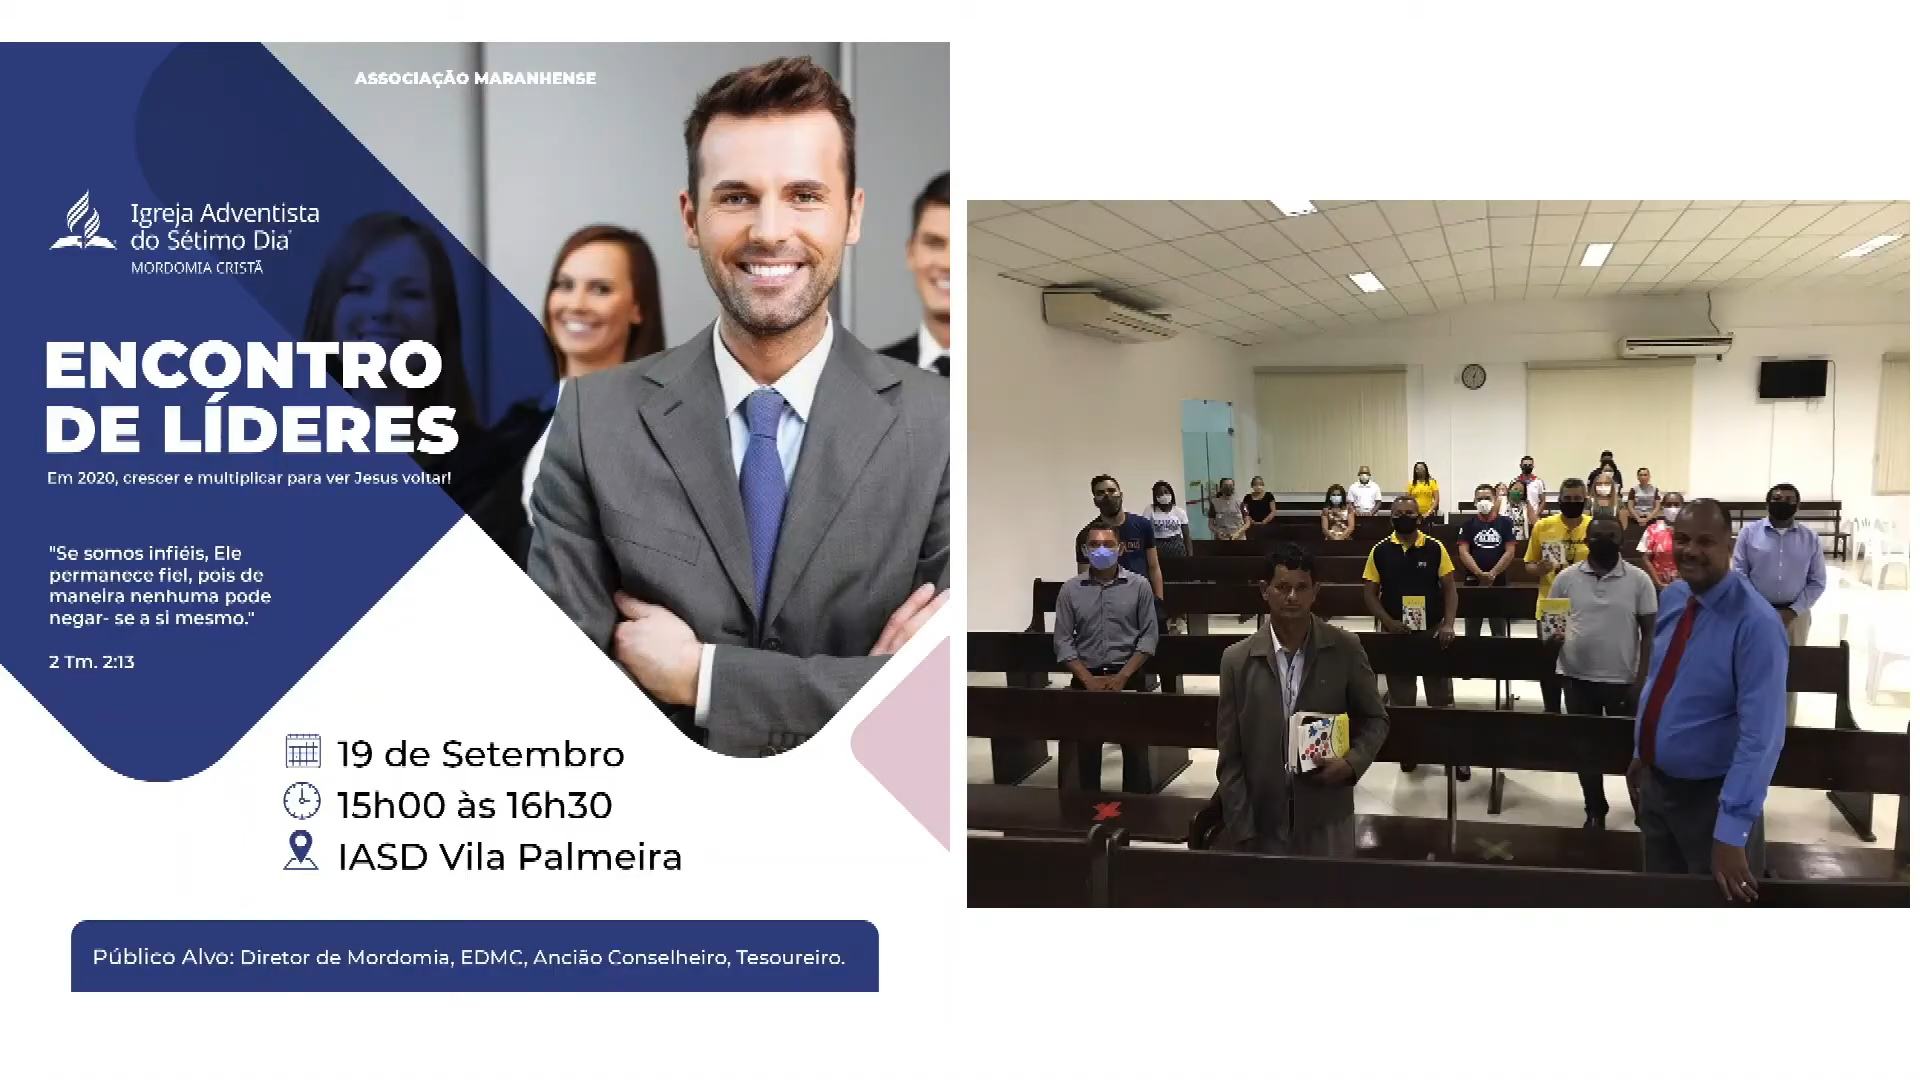 ASSOCIAÇÃO MARANHENSE
Igreja Adventista
do Sétimo Dia
MORDOMIA CRISTÃ
ENCONTRO
DE LÍDERES
Em 2020, crescer e multiplicar para ver Jesus voltar!
"Se somos infiéis, Ele
permanece fiel, pois de
maneira nenhuma pode
negar- se a si mesmo."
2 Tm. 2:13
19 de Setembro
15h00 às 16h30
IASD Vila Palmeira
Público Alvo: Diretor de Mordomia, EDMC, Ancião Conselheiro, Tesoureiro.